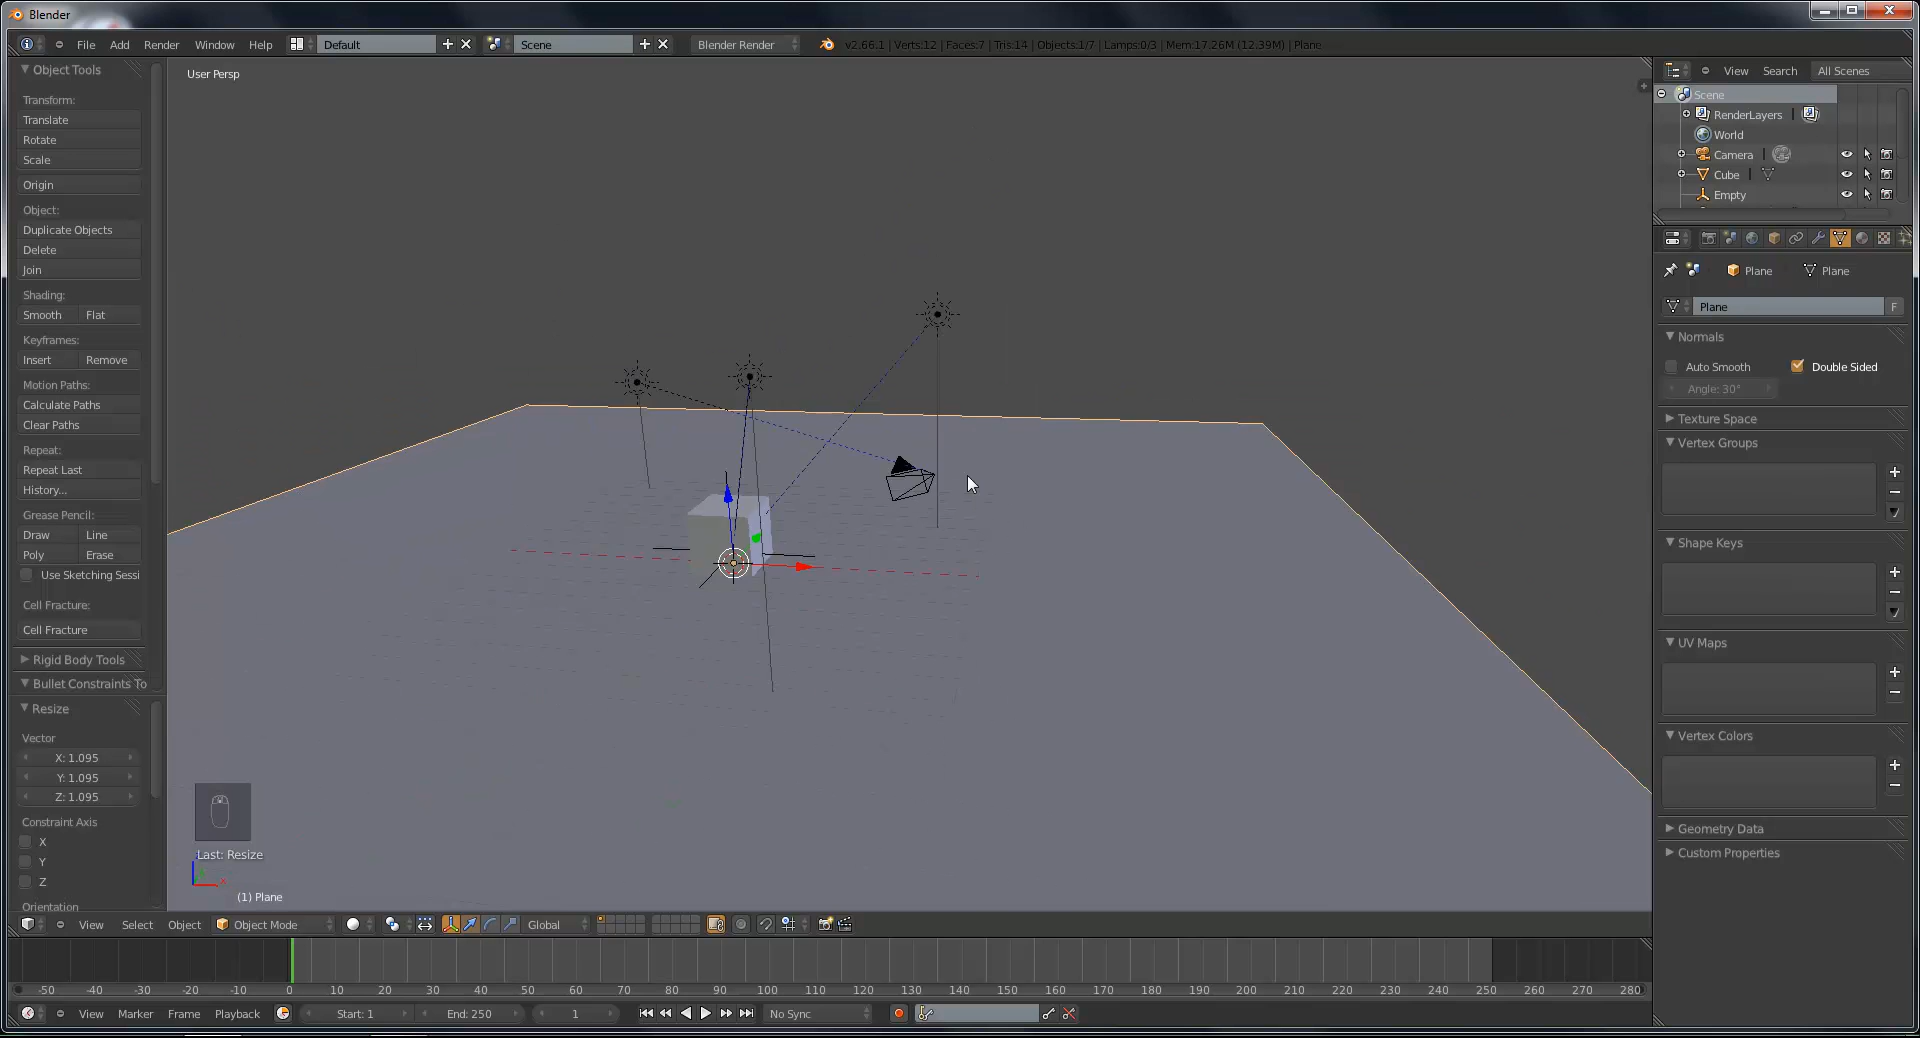 Blender
File Add Render Window Help Default Scene Blender Render v2.66.1 | Verts:12 | Faces:7 | Tris:14 | Objects:1/7 | Lamps:0/3 | Mem:17.26M (12.39M) | Plane
Object Tools
Transform:
Translate
Rotate
Scale
Origin
Object:
Duplicate Objects
Delete
Join
Shading:
Smooth Flat
Keyframes:
Insert Remove
Motion Paths:
Calculate Paths
Clear Paths
Repeat:
Repeat Last
History...
Grease Pencil:
Draw Line
Poly Erase
Use Sketching Sessi
Cell Fracture:
Cell Fracture
Rigid Body Tools
Bullet Constraints To
Resize
Vector
X: 1.095
Y: 1.095
Z: 1.095
Constraint Axis
X
Y
Z
Orientation
User Persp
Last: Resize
(1) Plane
View Search All Scenes
Scene
RenderLayers |
World
Camera |
Cube |
Empty
Plane Plane
Plane F
Normals
Auto Smooth Double Sided
Angle: 30°
Texture Space
Vertex Groups
Shape Keys
UV Maps
Vertex Colors
Geometry Data
Custom Properties
View Select Object Object Mode Global
-50 -40 -30 -20 -10 0 10 20 30 40 50 60 70 80 90 100 110 120 130 140 150 160 170 180 190 200 210 220 230 240 250 260 270 280
View Marker Frame Playback Start: 1 End: 250 1 No Sync